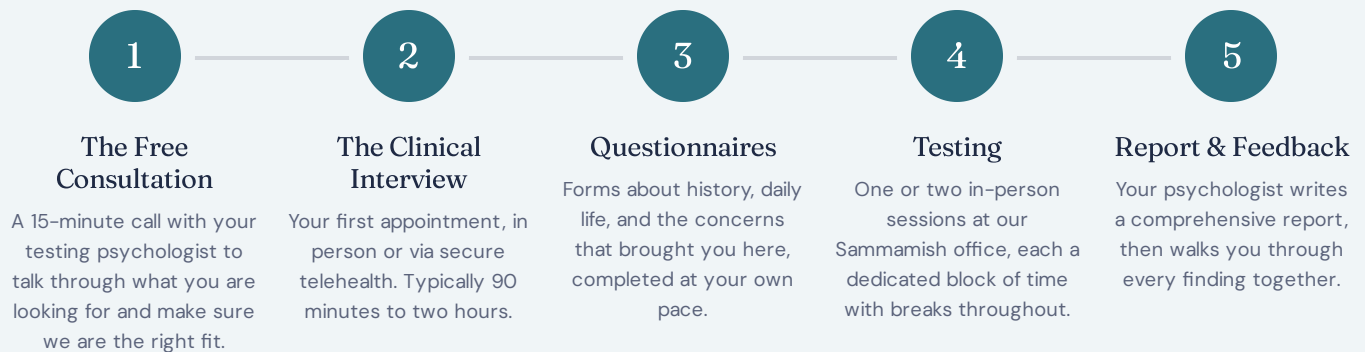 1
2
3
4
5
The Free
Consultation
A 15-minute call with your
testing psychologist to
talk through what you are
looking for and make sure
we are the right fit.
The Clinical
Interview
Your first appointment, in
person or via secure
telehealth. Typically 90
minutes to two hours.
Questionnaires
Forms about history, daily
life, and the concerns
that brought you here,
completed at your own
pace.
Testing
One or two in-person
sessions at our
Sammamish office, each a
dedicated block of time
with breaks throughout.
Report & Feedback
Your psychologist writes
a comprehensive report,
then walks you through
every finding together.